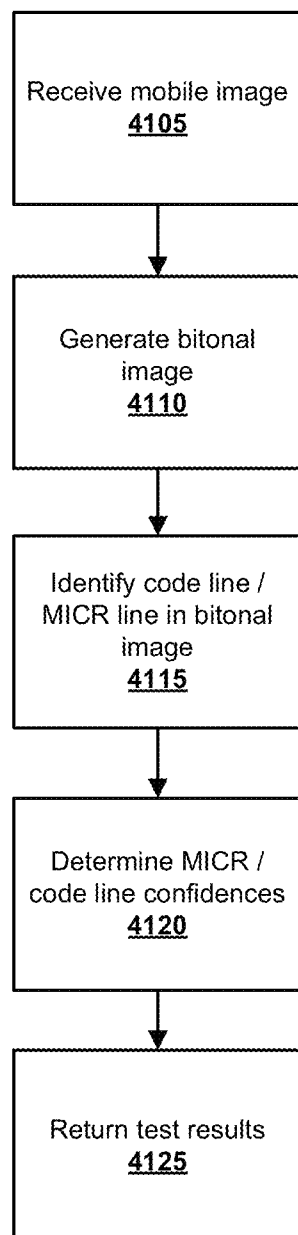 Receive mobile image
4105
Generate bitonal
image
4110
Identify code line /
MICR line in bitonal
image
4115
Determine MICR /
code line confidences
4120
Return test results
4125